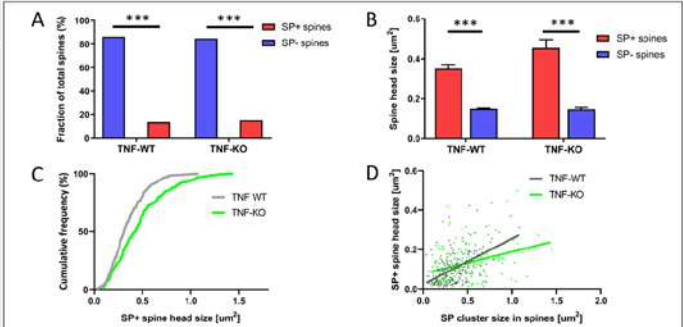 A
Fraction of total spines (%)
100
80
60
40
20
0
***
***
SP+ spines
SP- spines
TNF-WT
TNF-KO
B
Spine head size [um²]
0.6
0.4
0.2
0.0
***
***
SP+ spines
SP- spines
TNF-WT
TNF-KO
C
Cumulative frequency (%)
100
50
0
TNF WT
TNF-KO
0.0
0.5
1.0
1.5
2.0
SP+ spine head size [um²]
D
SP+ spine head size [um²]
0.6
0.4
0.2
0.0
TNF-WT
TNF-KO
0.0
0.5
1.0
1.5
2.0
SP cluster size in spines [um²]